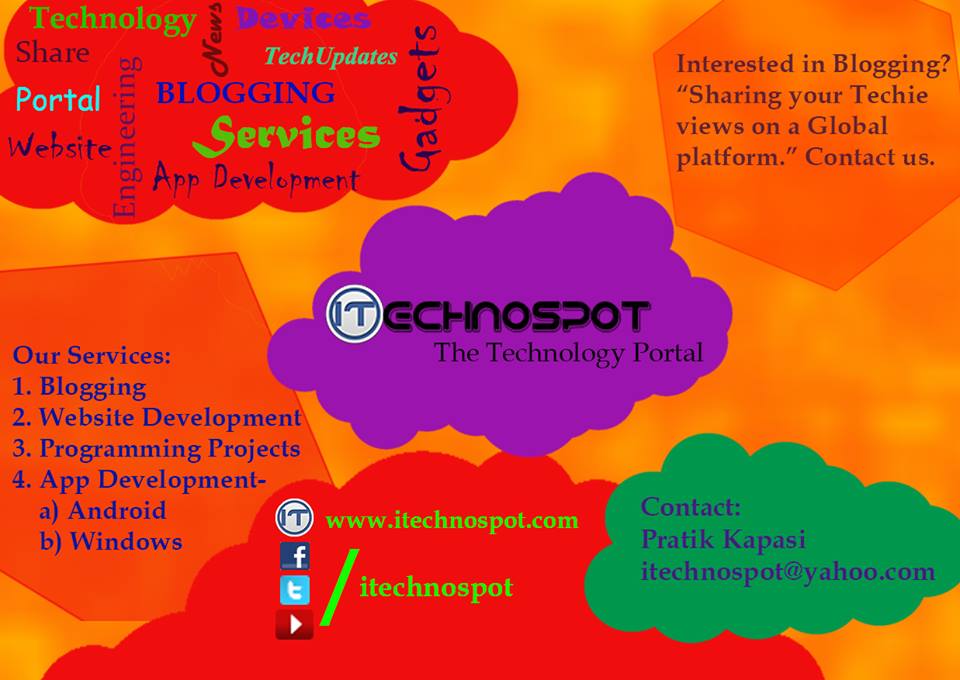 Technology
News
Devices
Share
TechUpdates
Gadgets
Portal
Engineering
BLOGGING
Website
Services
App Development
Interested in Blogging?
“Sharing your Techie
views on a Global
platform.” Contact us.
ITECHNOSPOT
The Technology Portal
Our Services:
1. Blogging
2. Website Development
3. Programming Projects
4. App Development-
a) Android
b) Windows
IT www.itechnospot.com
f
t
/itechnospot
Contact:
Pratik Kapasi
itechnospot@yahoo.com